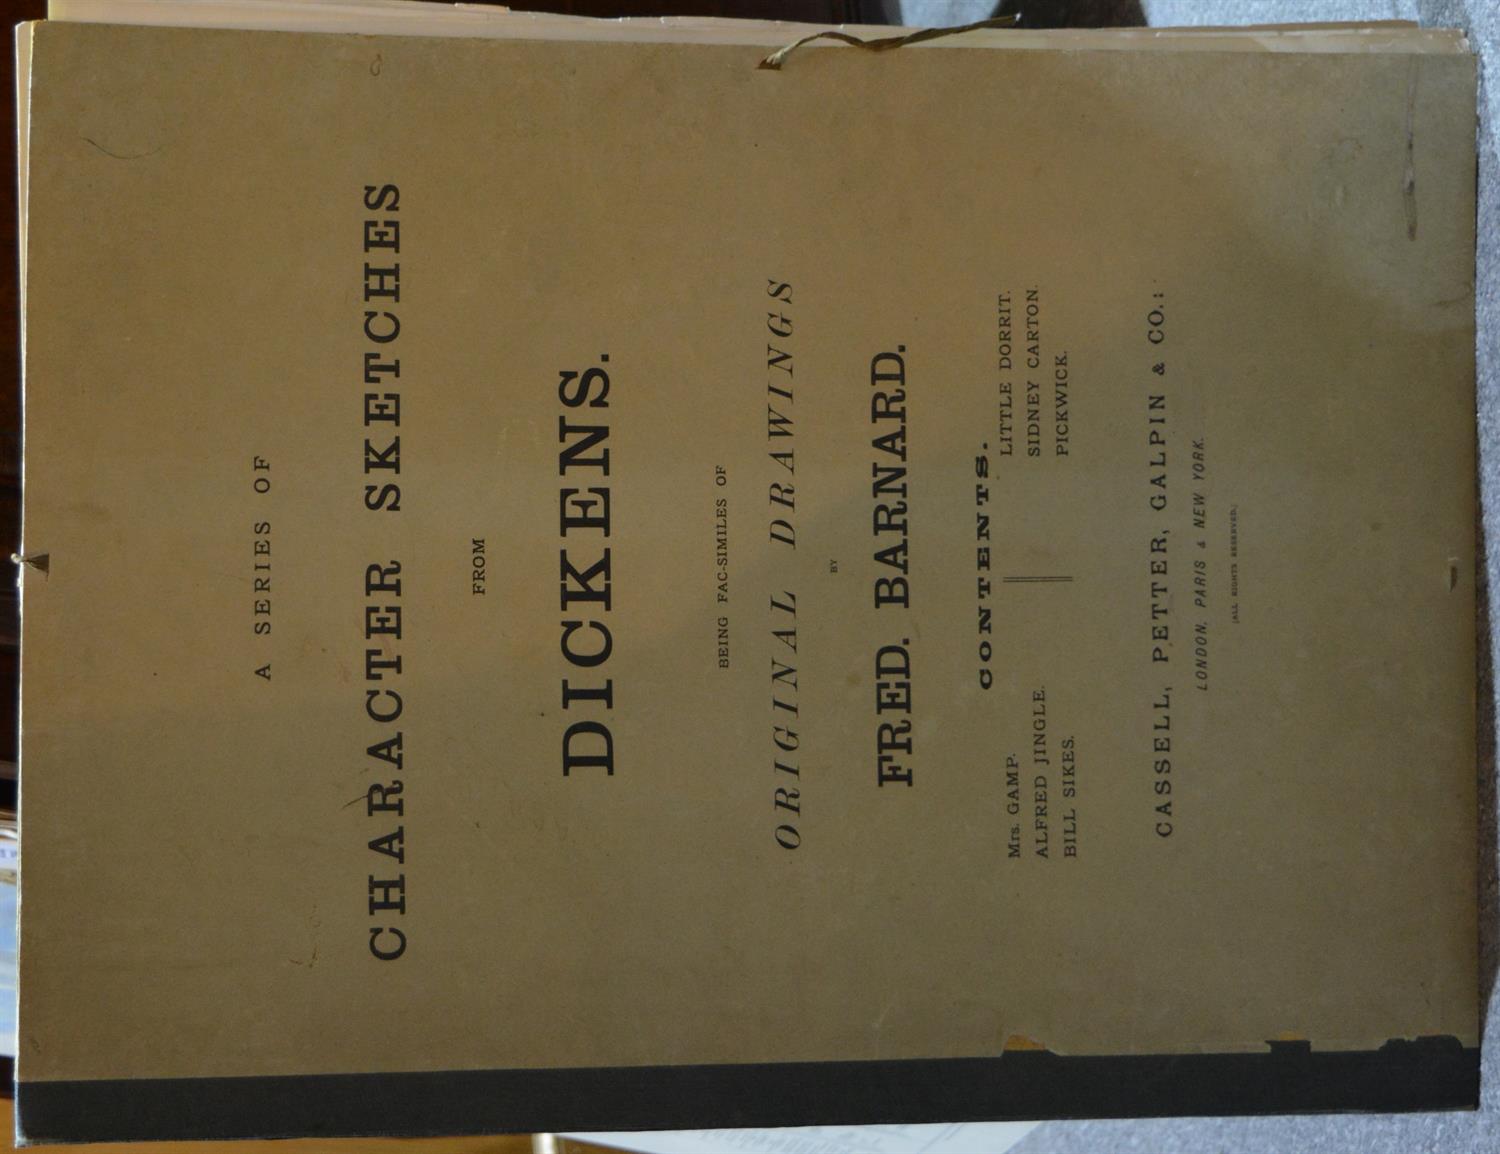 A SERIES OF
CHARACTER SKETCHES
FROM
DICKENS.
BEING FAC-SIMILES OF
ORIGINAL DRAWINGS
BY
FRED. BARNARD.
CONTENTS.
Mrs. GAMP.
ALFRED JINGLE.
BILL SIKES.
LITTLE DORRIT.
SIDNEY CARTON.
PICKWICK.
CASSELL, PETTER, GALPIN & CO.:
LONDON, PARIS & NEW YORK.
[ALL RIGHTS RESERVED.]